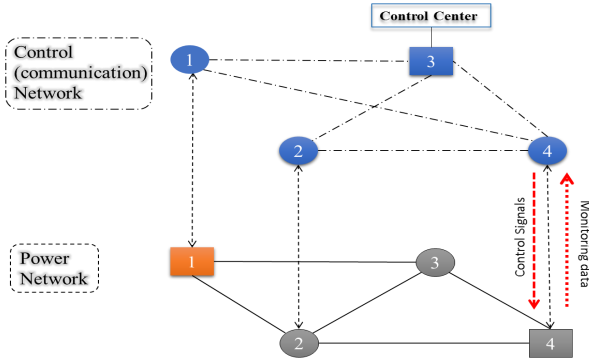 Control Center
Control
(communication)
Network
1
3
2
4
Control Signals
Monitoring data
Power
Network
1
3
2
4